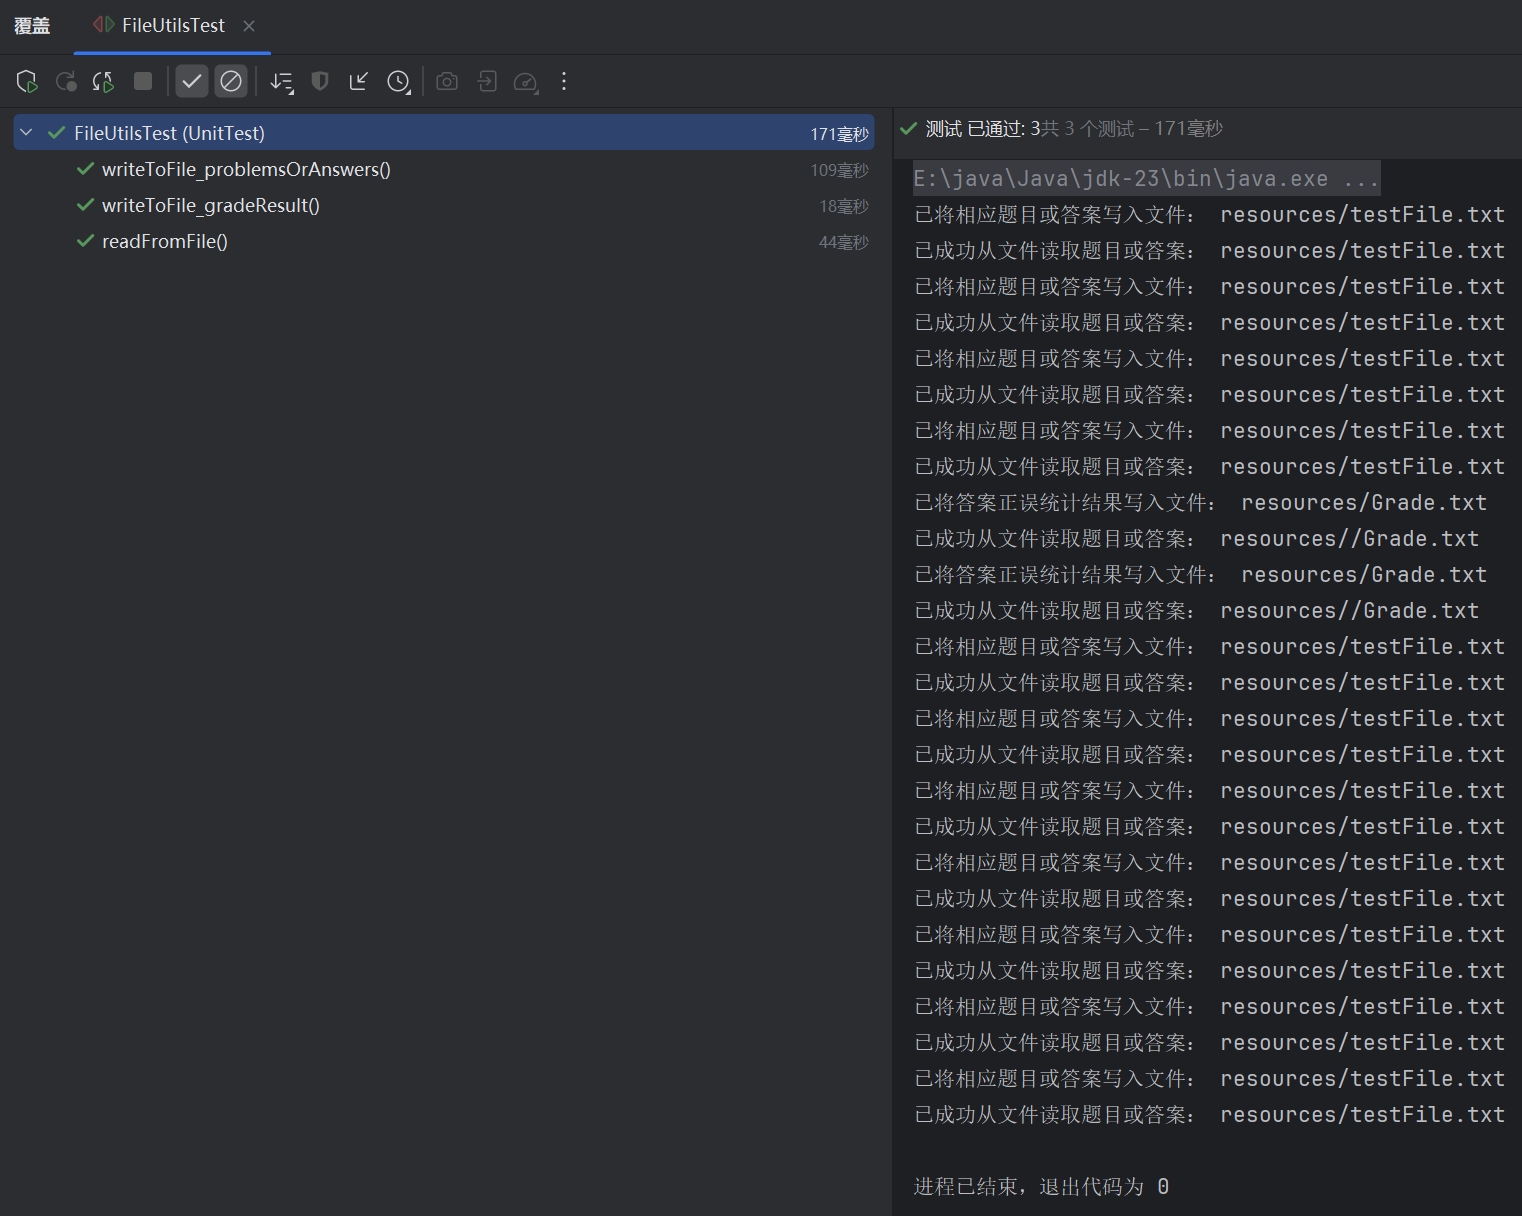 覆盖 FileUtilsTest
FileUtilsTest (UnitTest) 171毫秒
writeToFile_problemsOrAnswers() 109毫秒
writeToFile_gradeResult() 18毫秒
readFromFile() 44毫秒
测试 已通过: 3共 3 个测试 – 171毫秒
E:\java\Java\jdk-23\bin\java.exe ...
已将相应题目或答案写入文件： resources/testFile.txt
已成功从文件读取题目或答案： resources/testFile.txt
已将相应题目或答案写入文件： resources/testFile.txt
已成功从文件读取题目或答案： resources/testFile.txt
已将相应题目或答案写入文件： resources/testFile.txt
已成功从文件读取题目或答案： resources/testFile.txt
已将相应题目或答案写入文件： resources/testFile.txt
已成功从文件读取题目或答案： resources/testFile.txt
已将答案正误统计结果写入文件： resources/Grade.txt
已成功从文件读取题目或答案： resources//Grade.txt
已将答案正误统计结果写入文件： resources/Grade.txt
已成功从文件读取题目或答案： resources//Grade.txt
已将相应题目或答案写入文件： resources/testFile.txt
已成功从文件读取题目或答案： resources/testFile.txt
已将相应题目或答案写入文件： resources/testFile.txt
已成功从文件读取题目或答案： resources/testFile.txt
已将相应题目或答案写入文件： resources/testFile.txt
已成功从文件读取题目或答案： resources/testFile.txt
已将相应题目或答案写入文件： resources/testFile.txt
已成功从文件读取题目或答案： resources/testFile.txt
已将相应题目或答案写入文件： resources/testFile.txt
已成功从文件读取题目或答案： resources/testFile.txt
已将相应题目或答案写入文件： resources/testFile.txt
已成功从文件读取题目或答案： resources/testFile.txt
已将相应题目或答案写入文件： resources/testFile.txt
已成功从文件读取题目或答案： resources/testFile.txt
进程已结束，退出代码为 0